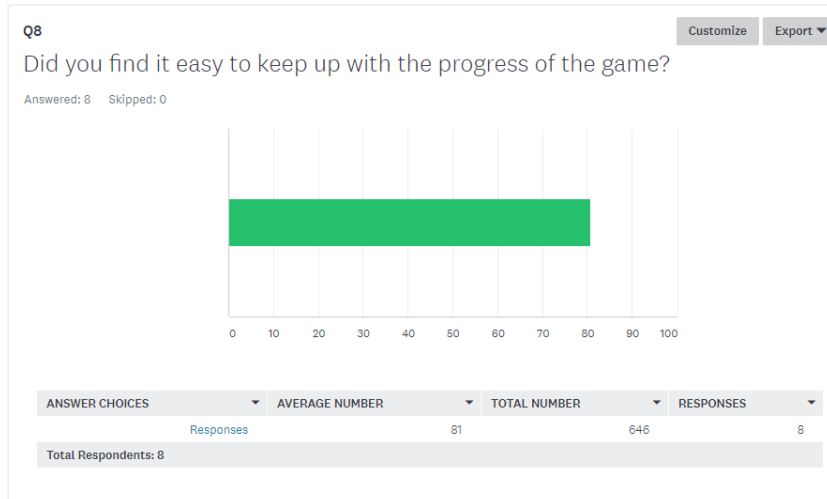 Q8
Customize
Export
Did you find it easy to keep up with the progress of the game?
Answered: 8 Skipped: 0
0 10 20 30 40 50 60 70 80 90 100
ANSWER CHOICES AVERAGE NUMBER TOTAL NUMBER RESPONSES
Responses 81 646 8
Total Respondents: 8